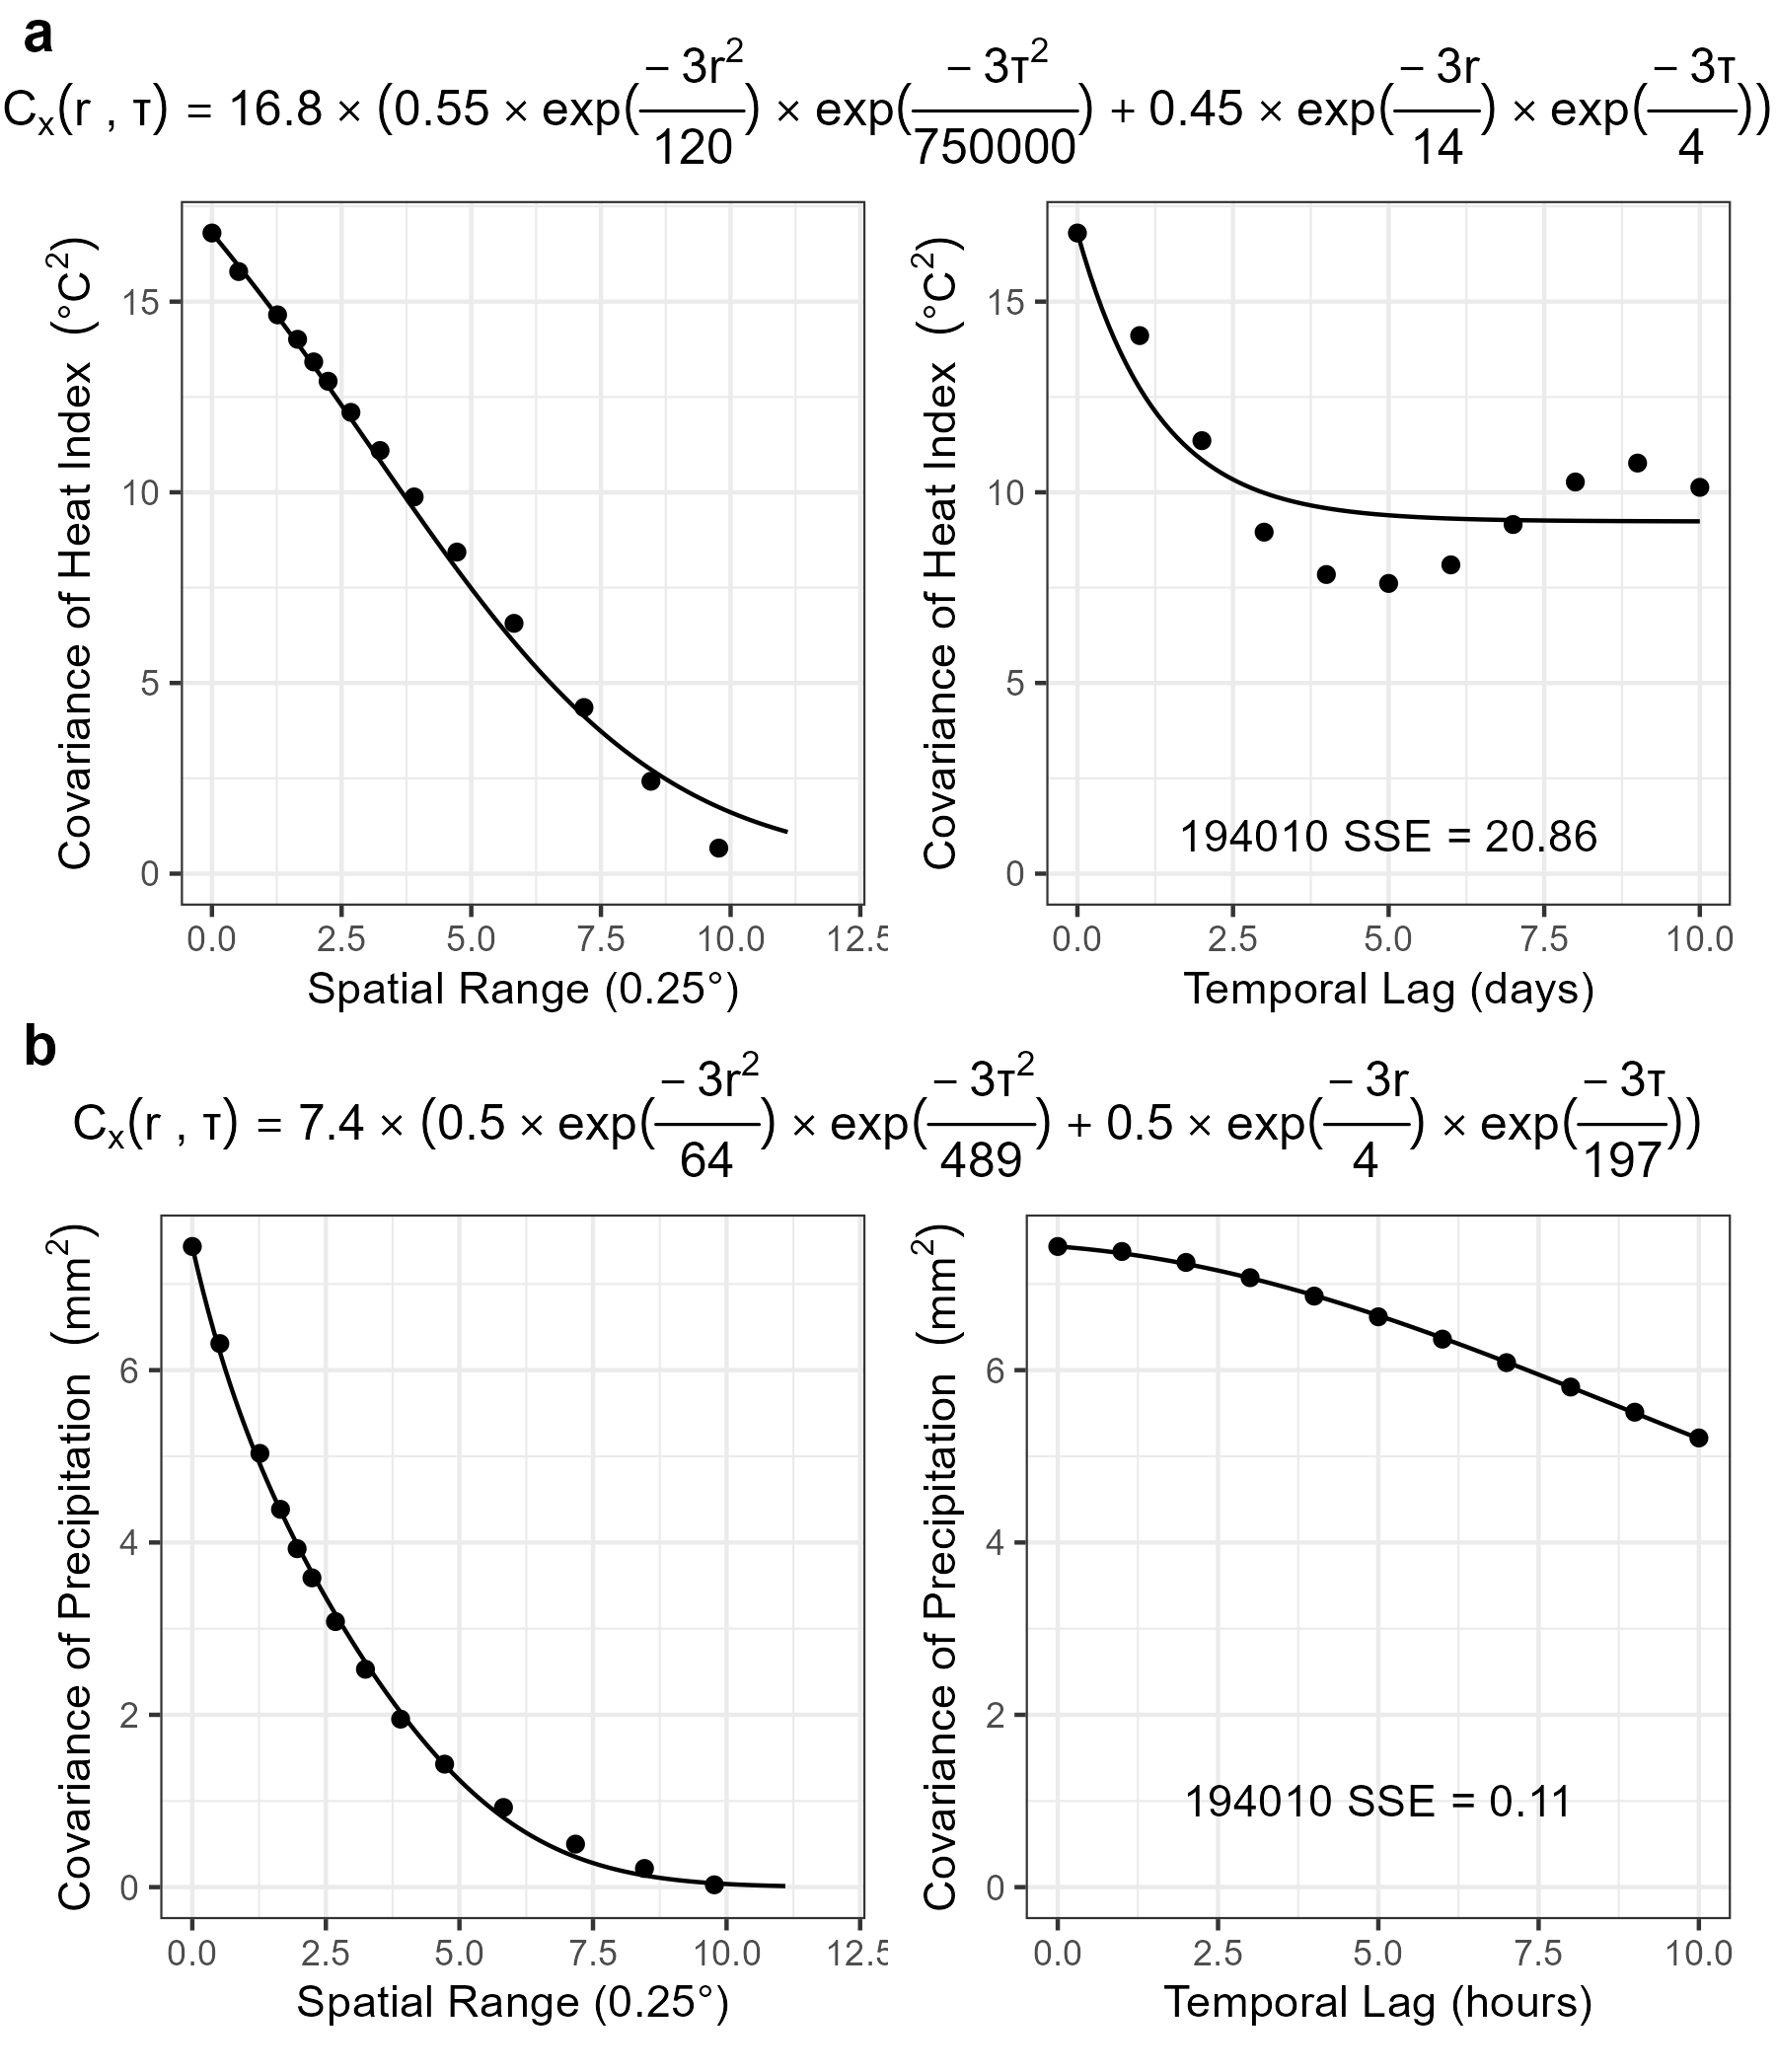 a
Cₓ(r , τ) = 16.8 × (0.55 × exp(− 3r²/120) × exp(− 3τ²/750000) + 0.45 × exp(− 3r/14) × exp(− 3τ/4))
Covariance of Heat Index (°C²)
15
10
5
0
0.0 2.5 5.0 7.5 10.0 12.5
Spatial Range (0.25°)
Covariance of Heat Index (°C²)
15
10
5
0
194010 SSE = 20.86
0.0 2.5 5.0 7.5 10.0
Temporal Lag (days)
b
Cₓ(r , τ) = 7.4 × (0.5 × exp(− 3r²/64) × exp(− 3τ²/489) + 0.5 × exp(− 3r/4) × exp(− 3τ/197))
Covariance of Precipitation (mm²)
6
4
2
0
0.0 2.5 5.0 7.5 10.0 12.5
Spatial Range (0.25°)
Covariance of Precipitation (mm²)
6
4
2
0
194010 SSE = 0.11
0.0 2.5 5.0 7.5 10.0
Temporal Lag (hours)